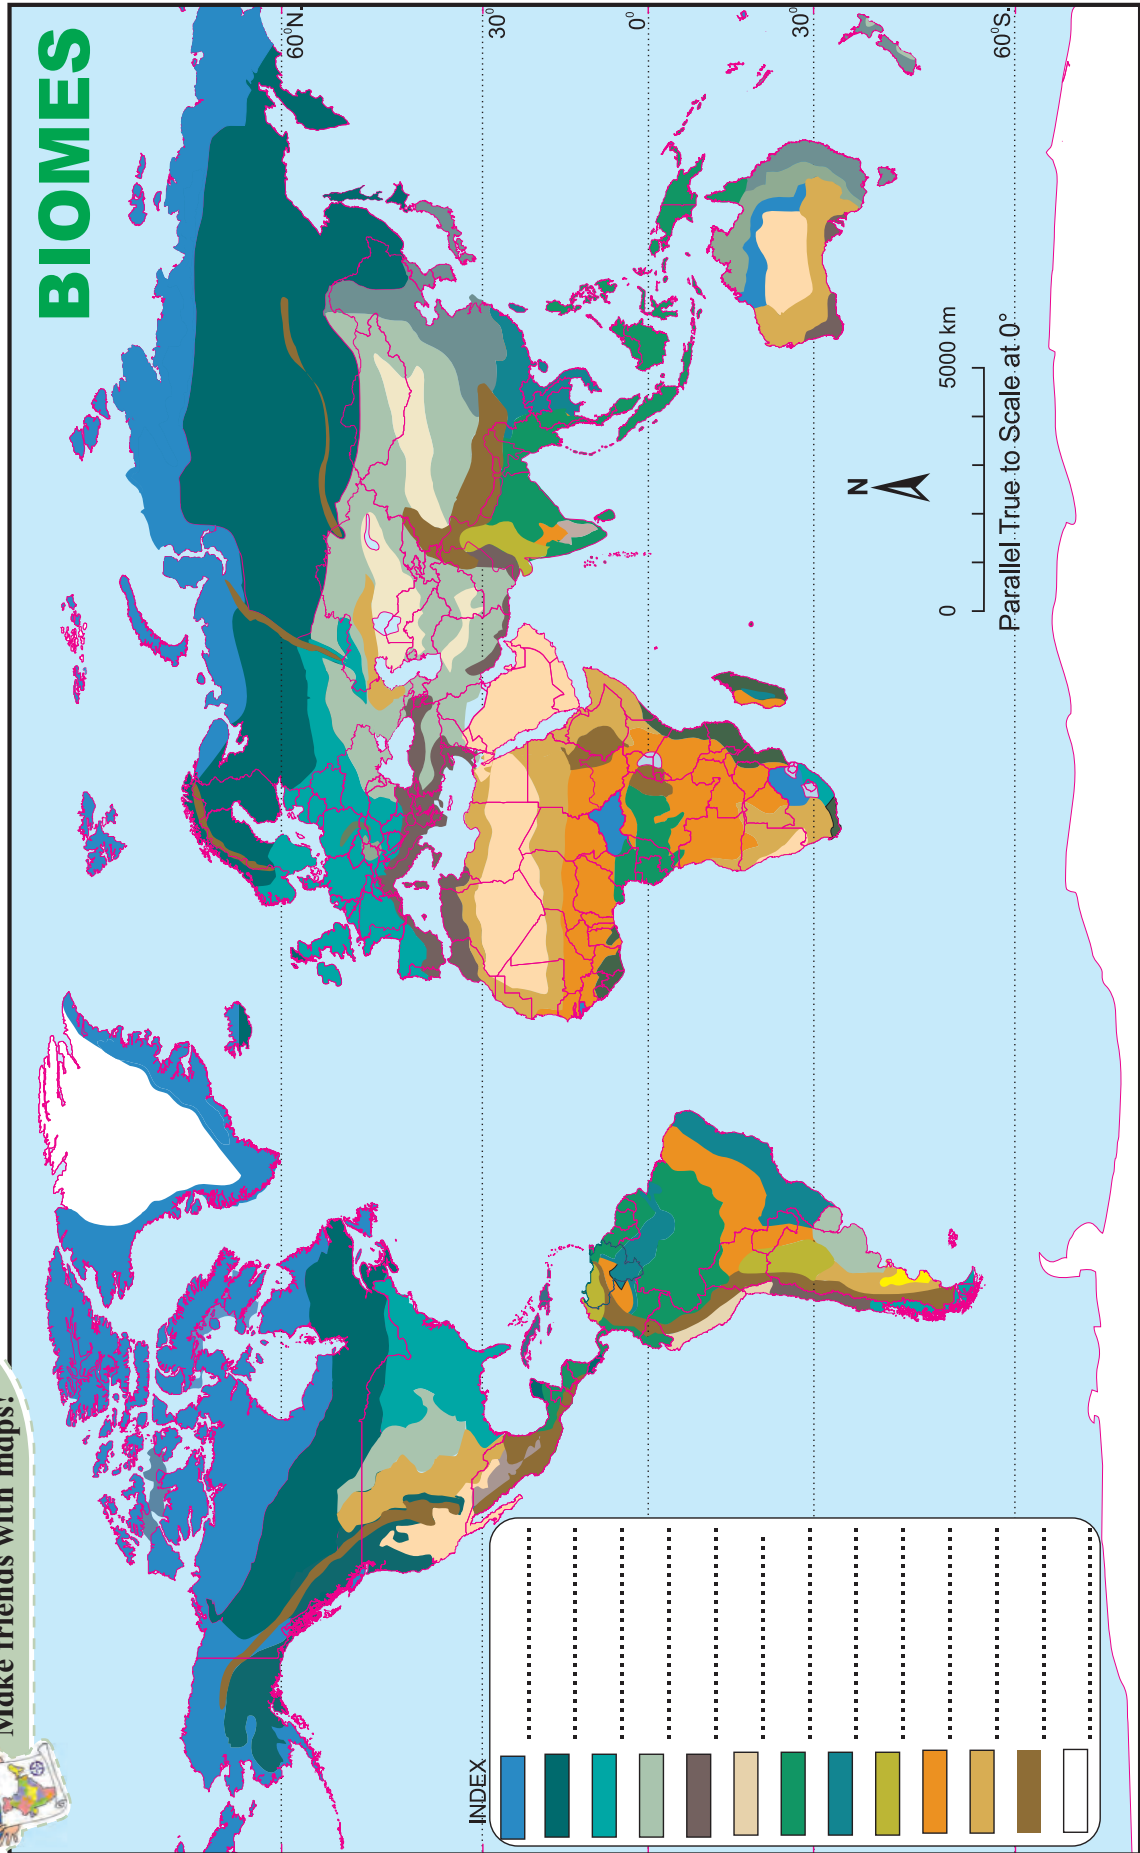 Make friends with maps!
BIOMES
60°N.
30°
0°
30°
60°S.
N
0 5000 km
Parallel True to Scale at 0°
INDEX